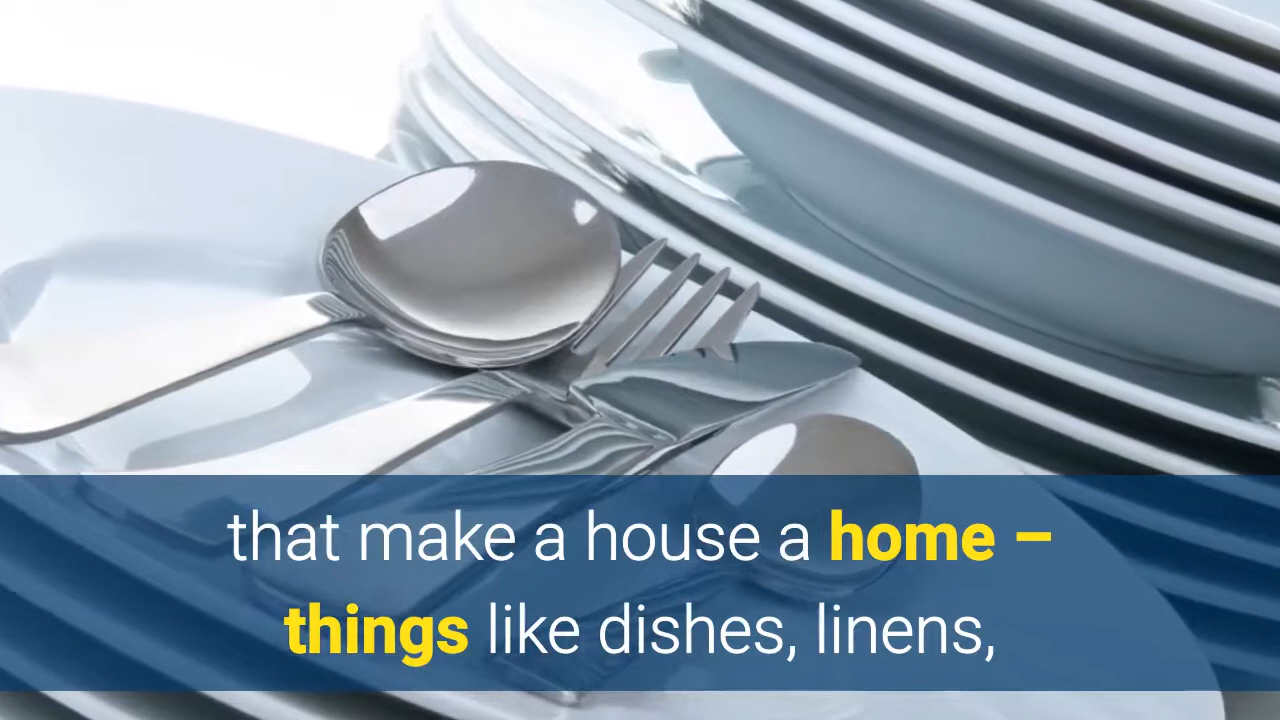 that make a house a home –
things like dishes, linens,